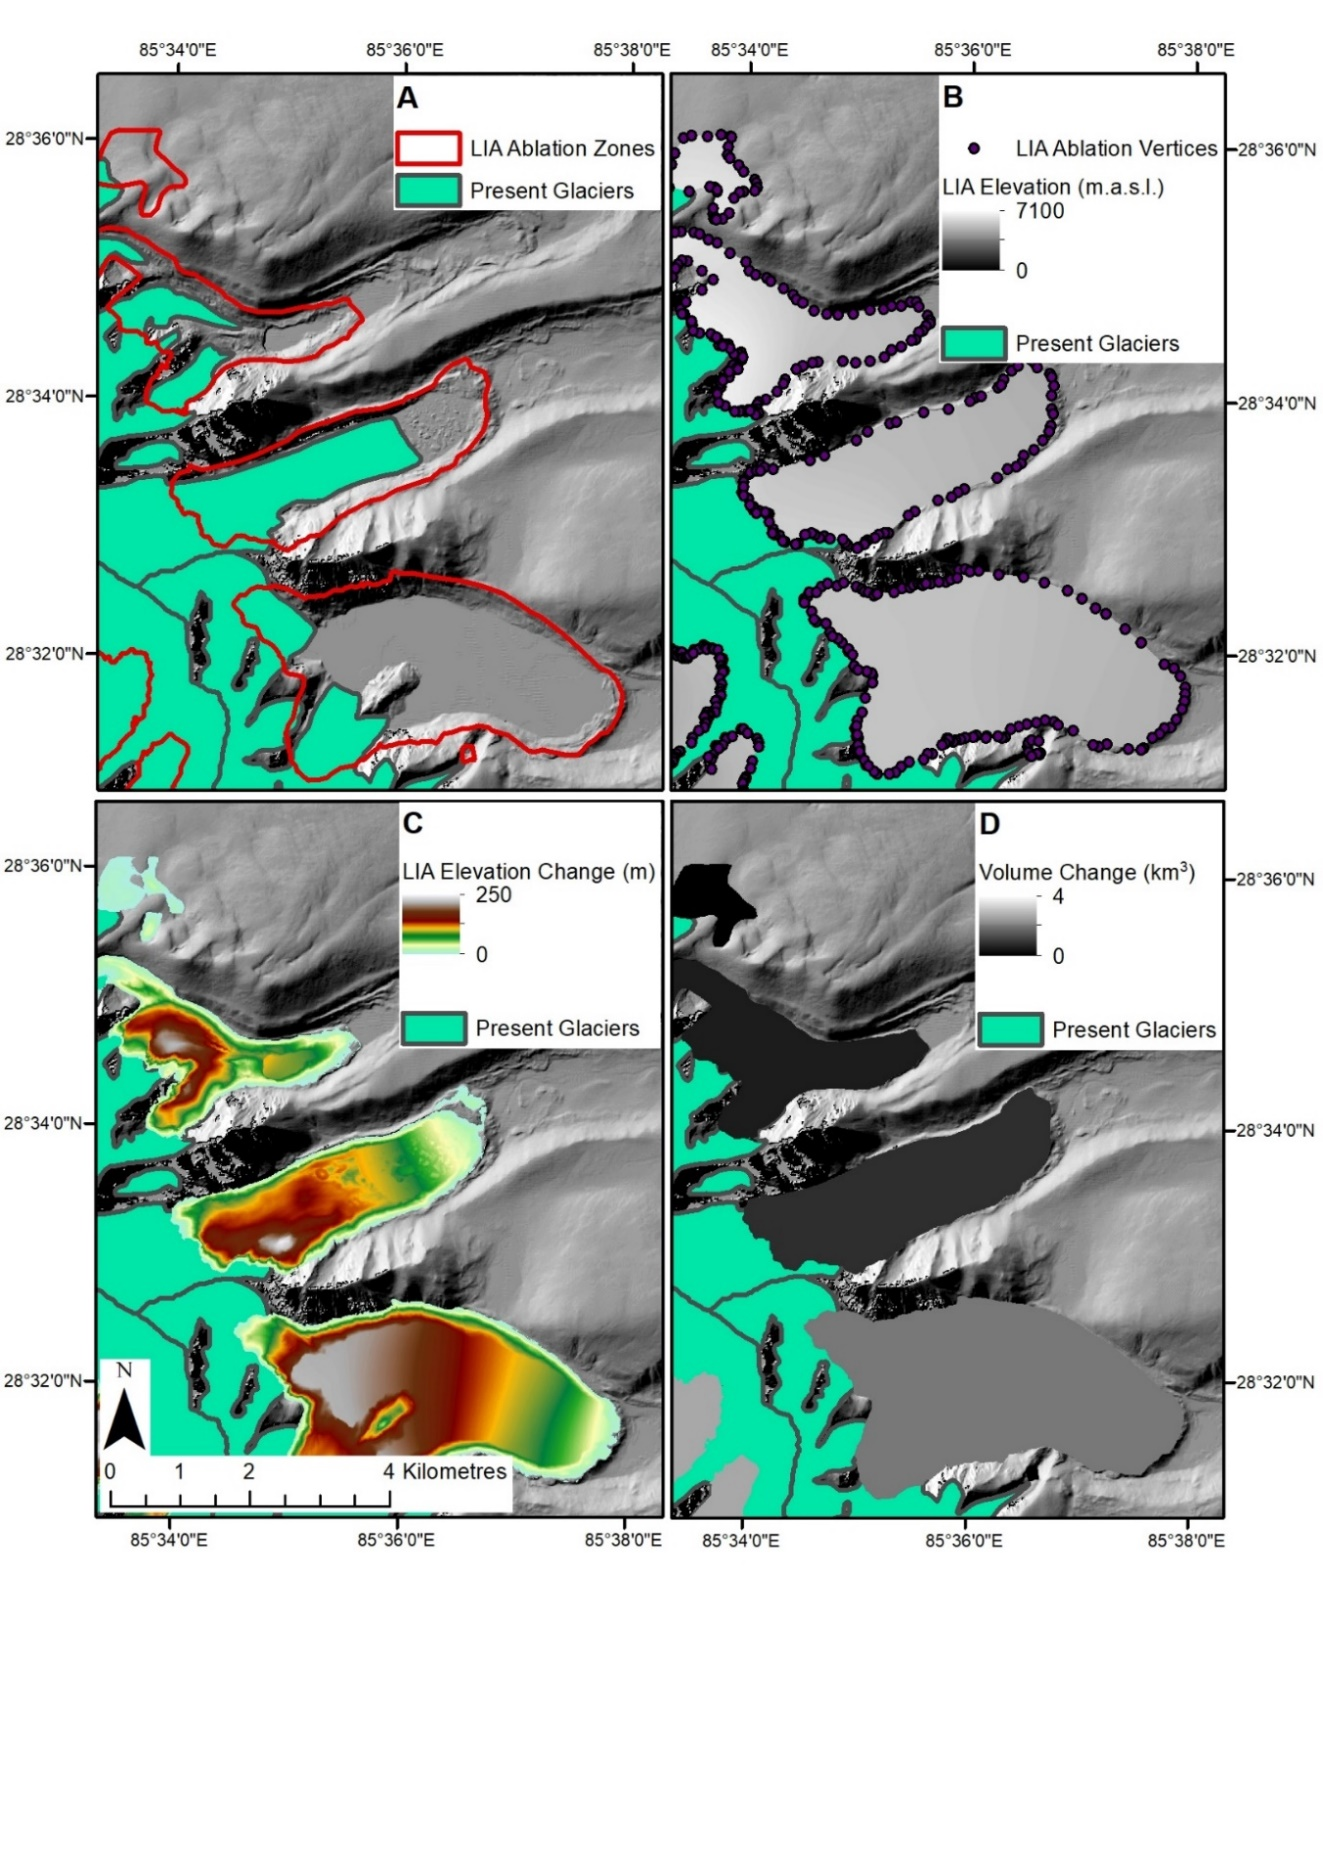 85°34'0"E 85°36'0"E 85°38'0"E 85°34'0"E 85°36'0"E 85°38'0"E
A
LIA Ablation Zones
Present Glaciers
28°36'0"N
28°34'0"N
28°32'0"N
B
LIA Ablation Vertices
LIA Elevation (m.a.s.l.)
7100
0
Present Glaciers
28°36'0"N
28°34'0"N
28°32'0"N
C
LIA Elevation Change (m)
250
0
Present Glaciers
28°36'0"N
28°34'0"N
28°32'0"N
N
0 1 2 4 Kilometres
85°34'0"E 85°36'0"E 85°38'0"E
D
Volume Change (km³)
4
0
Present Glaciers
28°36'0"N
28°34'0"N
28°32'0"N
85°34'0"E 85°36'0"E 85°38'0"E